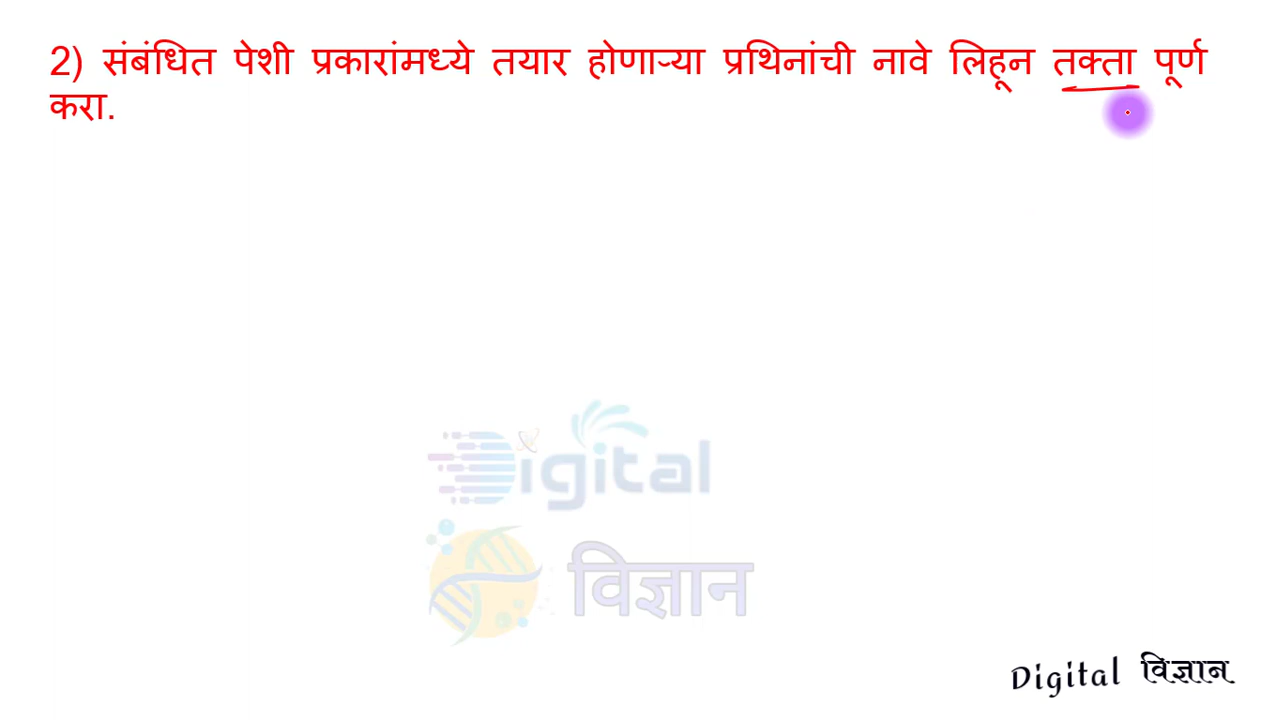 2) संबंधित पेशी प्रकारांमध्ये तयार होणाऱ्या प्रथिनांची नावे लिहून तक्ता पूर्ण
करा.
Digital
विज्ञान
Digital विज्ञान